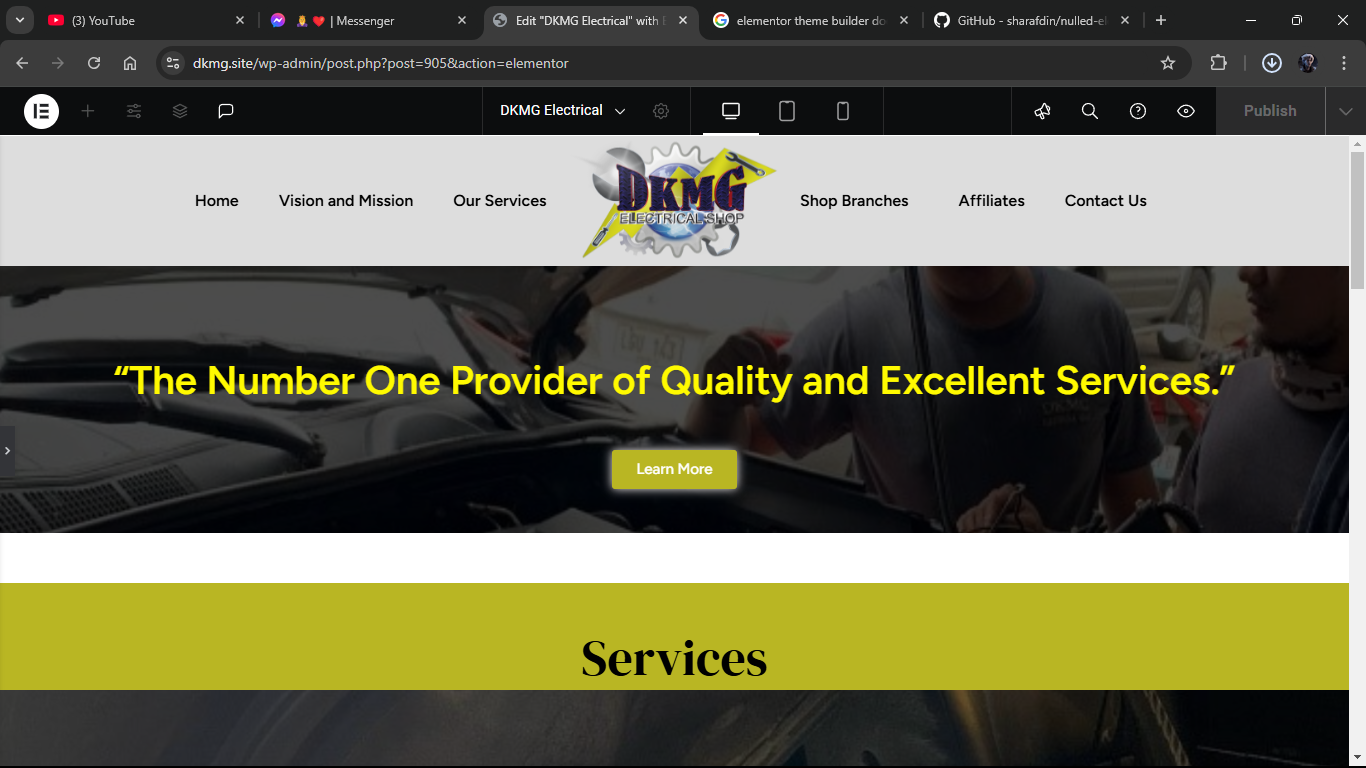 (3) YouTube
| Messenger
Edit "DKMG Electrical" with E
elementor theme builder do
GitHub - sharafdin/nulled-el
dkmg.site/wp-admin/post.php?post=905&action=elementor
DKMG Electrical
Publish
Home
Vision and Mission
Our Services
DKMG
ELECTRICAL SHOP
Shop Branches
Affiliates
Contact Us
“The Number One Provider of Quality and Excellent Services.”
Learn More
Services